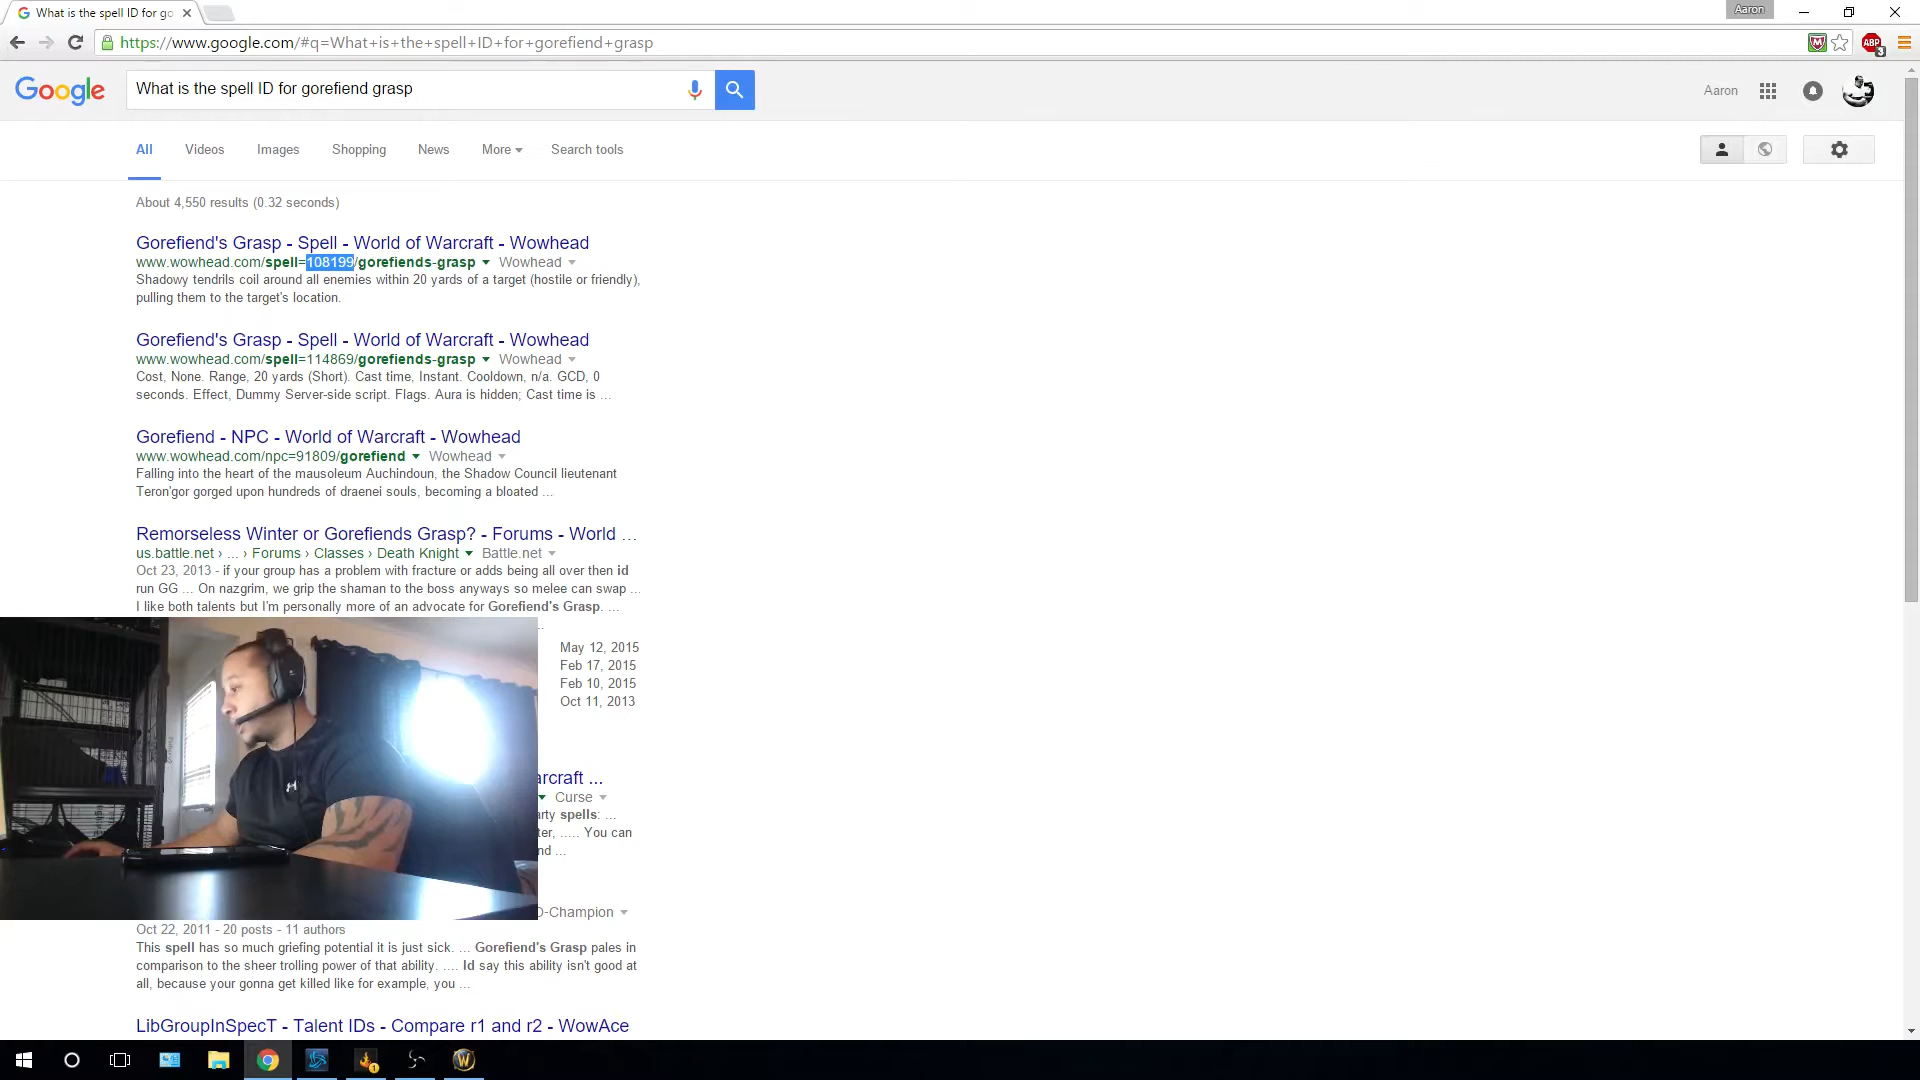 What is the spell ID for go
Aaron
https://www.google.com/#q=What+is+the+spell+ID+for+gorefiend+grasp
ABP
3
Google
What is the spell ID for gorefiend grasp
Aaron
All
Videos
Images
Shopping
News
More
Search tools
About 4,550 results (0.32 seconds)
Gorefiend's Grasp - Spell - World of Warcraft - Wowhead
www.wowhead.com/spell=108199/gorefiends-grasp Wowhead
Shadowy tendrils coil around all enemies within 20 yards of a target (hostile or friendly),
pulling them to the target's location.
Gorefiend's Grasp - Spell - World of Warcraft - Wowhead
www.wowhead.com/spell=114869/gorefiends-grasp Wowhead
Cost, None. Range, 20 yards (Short). Cast time, Instant. Cooldown, n/a. GCD, 0
seconds. Effect, Dummy Server-side script. Flags. Aura is hidden; Cast time is ...
Gorefiend - NPC - World of Warcraft - Wowhead
www.wowhead.com/npc=91809/gorefiend Wowhead
Falling into the heart of the mausoleum Auchindoun, the Shadow Council lieutenant
Teron'gor gorged upon hundreds of draenei souls, becoming a bloated ...
Remorseless Winter or Gorefiends Grasp? - Forums - World ...
us.battle.net › ... › Forums › Classes › Death Knight Battle.net
Oct 23, 2013 - if your group has a problem with fracture or adds being all over then id
run GG ... On nazgrim, we grip the shaman to the boss anyways so melee can swap ...
I like both talents but I'm personally more of an advocate for Gorefiend's Grasp. ...
...
May 12, 2015
Feb 17, 2015
Feb 10, 2015
Oct 11, 2013
arcraft ...
Curse
arty spells: ...
ter, ..... You can
nd ...
O-Champion
Oct 22, 2011 - 20 posts - 11 authors
This spell has so much griefing potential it is just sick. ... Gorefiend's Grasp pales in
comparison to the sheer trolling power of that ability. .... Id say this ability isn't good at
all, because your gonna get killed like for example, you ...
LibGroupInSpecT - Talent IDs - Compare r1 and r2 - WowAce
1